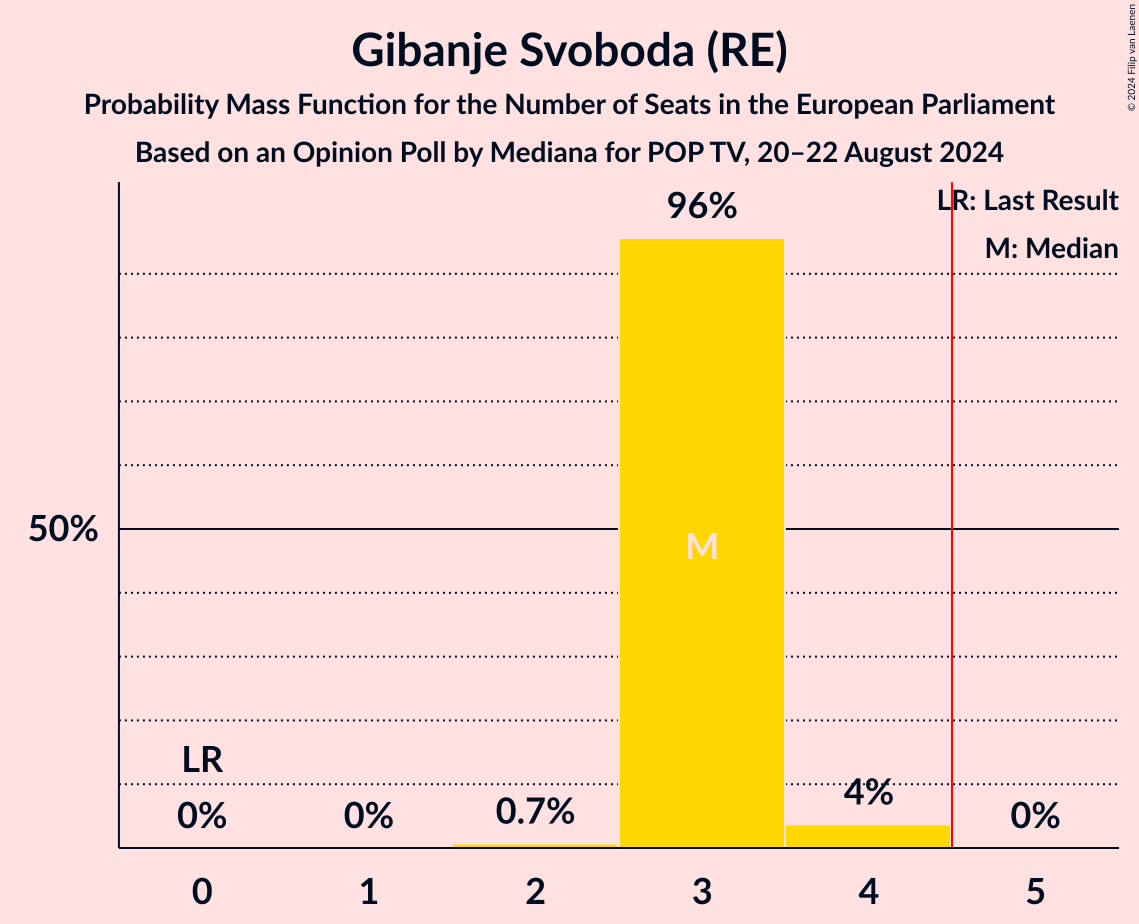 Gibanje Svoboda (RE)
Probability Mass Function for the Number of Seats in the European Parliament
Based on an Opinion Poll by Mediana for POP TV, 20–22 August 2024
© 2024 Filip van Laenen
LR: Last Result
M: Median
96%
50%
M
LR
0%
0%
0.7%
4%
0%
0
1
2
3
4
5